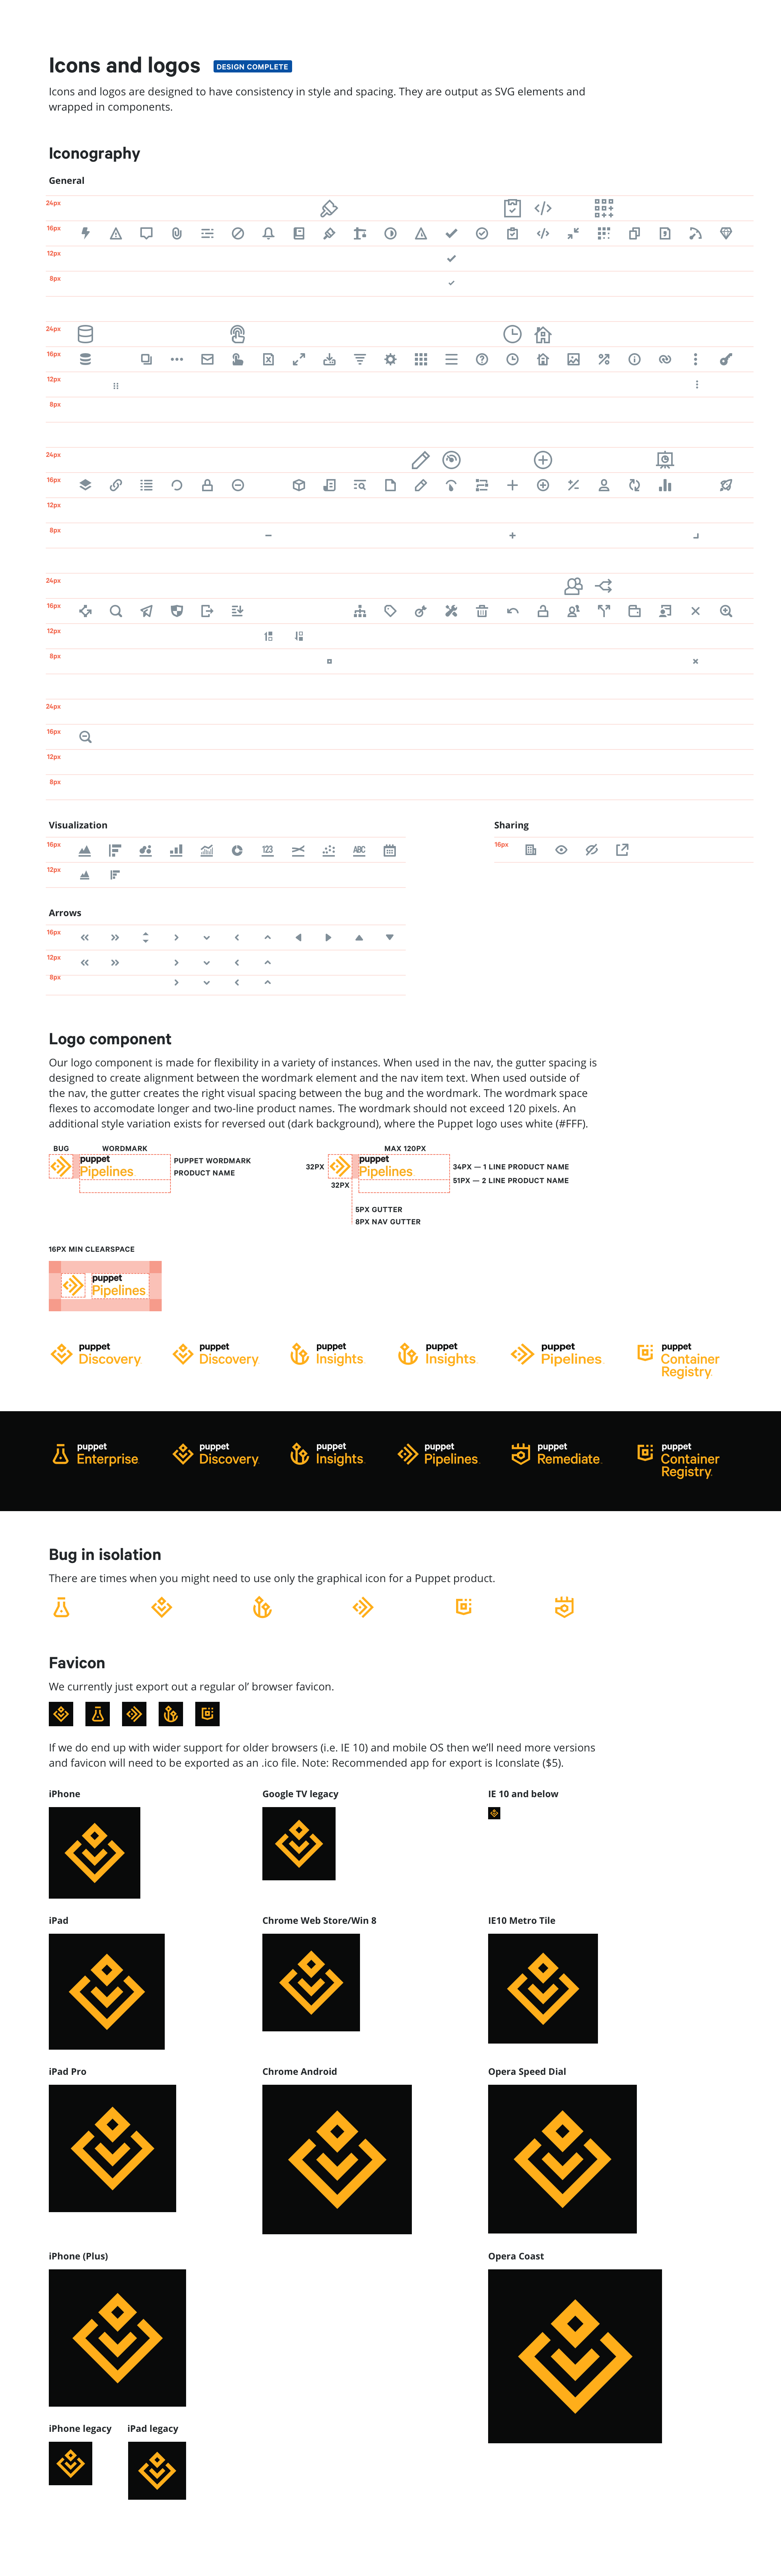 Icons and logos DESIGN COMPLETE
Icons and logos are designed to have consistency in style and spacing. They are output as SVG elements and
wrapped in components.
Iconography
General
24px
16px
12px
8px
24px
16px
12px
8px
24px
16px
12px
8px
24px
16px
12px
8px
24px
16px
12px
8px
Visualization
Sharing
16px
123
ABC
16px
12px
Arrows
16px
12px
8px
Logo component
Our logo component is made for flexibility in a variety of instances. When used in the nav, the gutter spacing is
designed to create alignment between the wordmark element and the nav item text. When used outside of
the nav, the gutter creates the right visual spacing between the bug and the wordmark. The wordmark space
flexes to accomodate longer and two-line product names. The wordmark should not exceed 120 pixels. An
additional style variation exists for reversed out (dark background), where the Puppet logo uses white (#FFF).
BUG WORDMARK
puppet
Pipelines
PUPPET WORDMARK
PRODUCT NAME
MAX 120PX
32PX
puppet
Pipelines
34PX — 1 LINE PRODUCT NAME
51PX — 2 LINE PRODUCT NAME
32PX
5PX GUTTER
8PX NAV GUTTER
16PX MIN CLEARSPACE
puppet
Pipelines
puppet
Discovery
puppet
Discovery
puppet
Insights
puppet
Insights
puppet
Pipelines
puppet
Container
Registry
puppet
Enterprise
puppet
Discovery
puppet
Insights
puppet
Pipelines
puppet
Remediate
puppet
Container
Registry
Bug in isolation
There are times when you might need to use only the graphical icon for a Puppet product.
Favicon
We currently just export out a regular ol’ browser favicon.
If we do end up with wider support for older browsers (i.e. IE 10) and mobile OS then we’ll need more versions
and favicon will need to be exported as an .ico file. Note: Recommended app for export is Iconslate ($5).
iPhone
Google TV legacy
IE 10 and below
iPad
Chrome Web Store/Win 8
IE10 Metro Tile
iPad Pro
Chrome Android
Opera Speed Dial
iPhone (Plus)
Opera Coast
iPhone legacy
iPad legacy